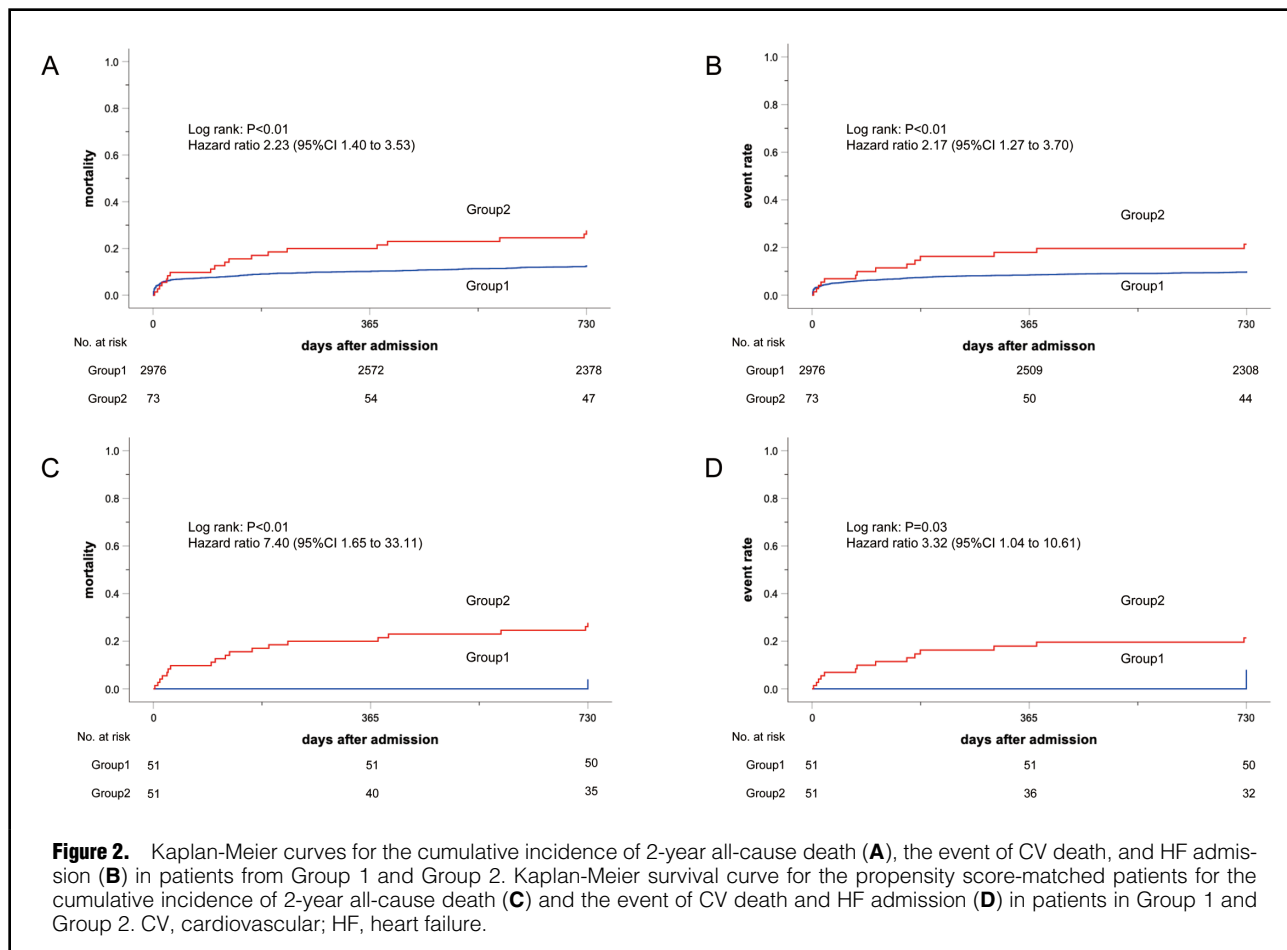 A
1.0
0.8
0.6
0.4
0.2
0.0
mortality
Log rank: P<0.01
Hazard ratio 2.23 (95%CI 1.40 to 3.53)
Group2
Group1
0 365 730
No. at risk days after admission
Group1 2976 2572 2378
Group2 73 54 47
B
1.0
0.8
0.6
0.4
0.2
0.0
event rate
Log rank: P<0.01
Hazard ratio 2.17 (95%CI 1.27 to 3.70)
Group2
Group1
0 365 730
No. at risk days after admisson
Group1 2976 2509 2308
Group2 73 50 44
C
1.0
0.8
0.6
0.4
0.2
0.0
mortality
Log rank: P<0.01
Hazard ratio 7.40 (95%CI 1.65 to 33.11)
Group2
Group1
0 365 730
No. at risk days after admission
Group1 51 51 50
Group2 51 40 35
D
1.0
0.8
0.6
0.4
0.2
0.0
event rate
Log rank: P=0.03
Hazard ratio 3.32 (95%CI 1.04 to 10.61)
Group2
Group1
0 365 730
No. at risk days after admission
Group1 51 51 50
Group2 51 36 32
Figure 2. Kaplan-Meier curves for the cumulative incidence of 2-year all-cause death (A), the event of CV death, and HF admis-
sion (B) in patients from Group 1 and Group 2. Kaplan-Meier survival curve for the propensity score-matched patients for the
cumulative incidence of 2-year all-cause death (C) and the event of CV death and HF admission (D) in patients in Group 1 and
Group 2. CV, cardiovascular; HF, heart failure.